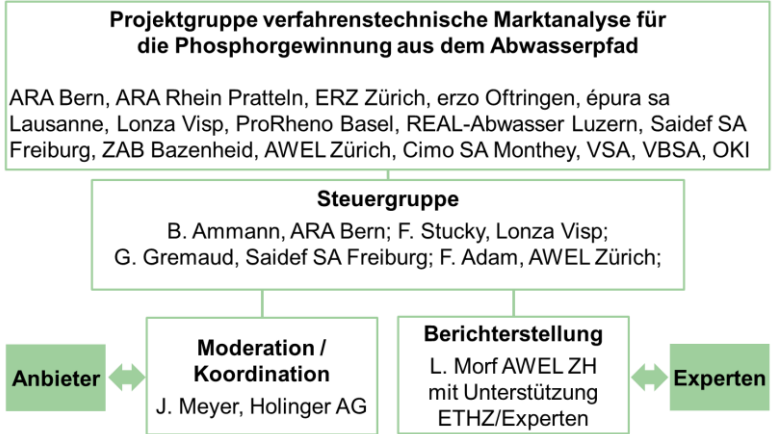 Projektgruppe verfahrenstechnische Marktanalyse für
die Phosphorgewinnung aus dem Abwasserpfad
ARA Bern, ARA Rhein Pratteln, ERZ Zürich, erzo Oftringen, épura sa
Lausanne, Lonza Visp, ProRheno Basel, REAL-Abwasser Luzern, Saidef SA
Freiburg, ZAB Bazenheid, AWEL Zürich, Cimo SA Monthey, VSA, VBSA, OKI
Steuergruppe
B. Ammann, ARA Bern; F. Stucky, Lonza Visp;
G. Gremaud, Saidef SA Freiburg; F. Adam, AWEL Zürich;
Anbieter
Moderation /
Koordination
J. Meyer, Holinger AG
Berichterstellung
L. Morf AWEL ZH
mit Unterstützung
ETHZ/Experten
Experten